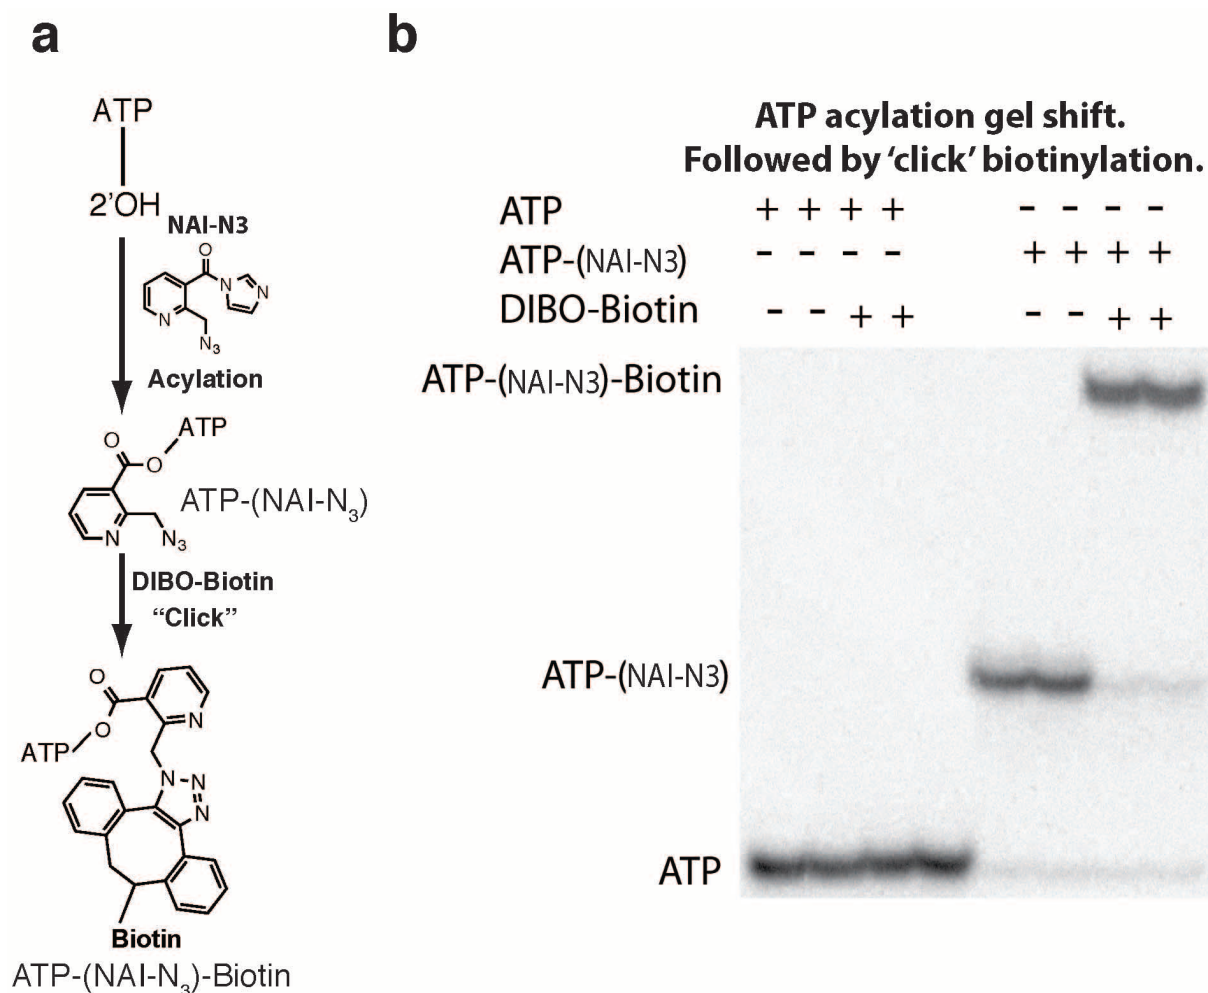 a
ATP
2'OH
NAI-N3
O
N
N
N
N₃
Acylation
ATP
O
O
ATP-(NAI-N₃)
N
N₃
DIBO-Biotin
“Click”
O
N
O
ATP
N-N
N
Biotin
ATP-(NAI-N₃)-Biotin
b
ATP acylation gel shift.
Followed by ‘click’ biotinylation.
ATP + + + + - - - -
ATP-(NAI-N3) - - - - + + + +
DIBO-Biotin - - + + - - + +
ATP-(NAI-N3)-Biotin
ATP-(NAI-N3)
ATP